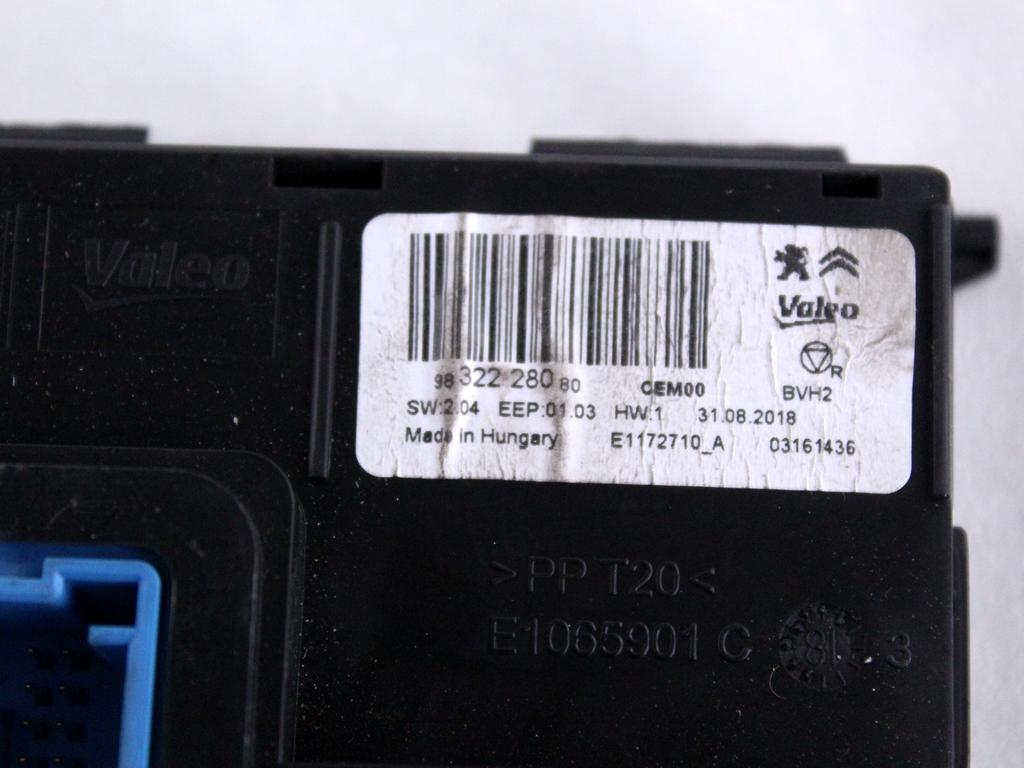 Valeo
Valeo
98 322 280 80 CEM00 BVH2
R
SW:2.04 EEP:01.03 HW:1 31.08.2018
Made in Hungary E1172710_A 03161436
>PP T20<
E1065901 C 18 3